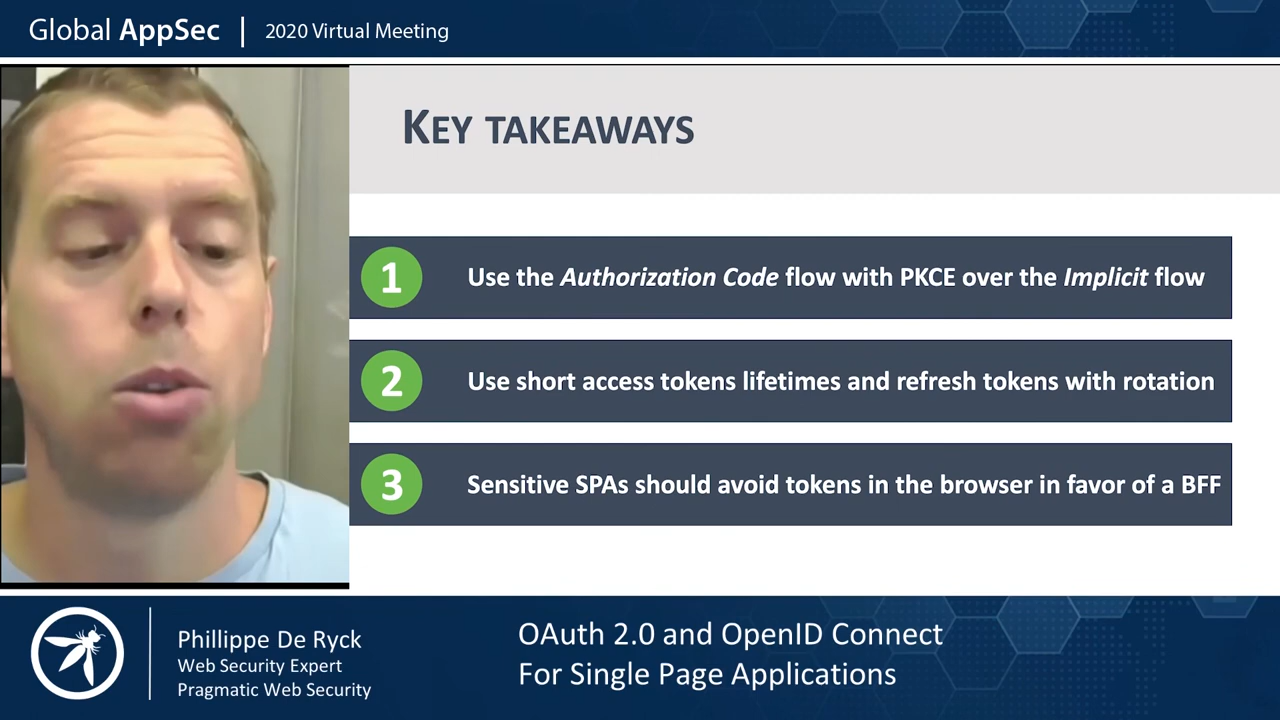 Global AppSec | 2020 Virtual Meeting
KEY TAKEAWAYS
1 Use the Authorization Code flow with PKCE over the Implicit flow
2 Use short access tokens lifetimes and refresh tokens with rotation
3 Sensitive SPAs should avoid tokens in the browser in favor of a BFF
Phillippe De Ryck
Web Security Expert
Pragmatic Web Security
OAuth 2.0 and OpenID Connect
For Single Page Applications